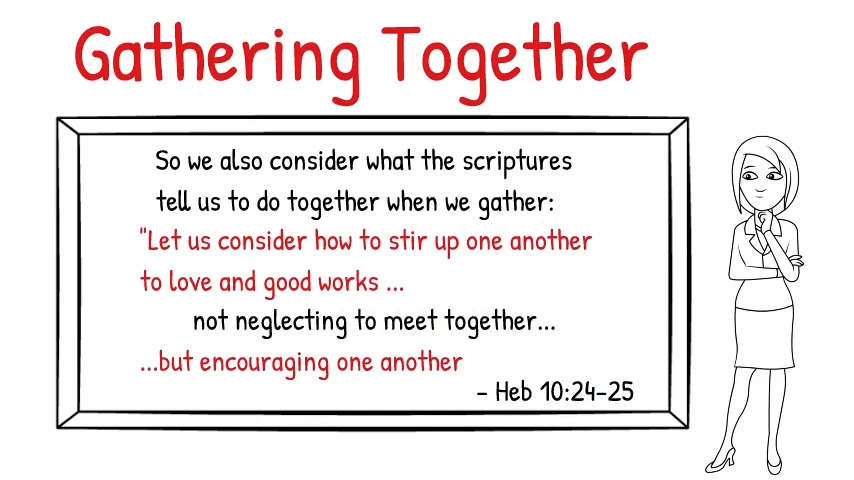 Gathering Together
So we also consider what the scriptures
tell us to do together when we gather:
"Let us consider how to stir up one another
to love and good works ...
not neglecting to meet together...
...but encouraging one another
- Heb 10:24-25